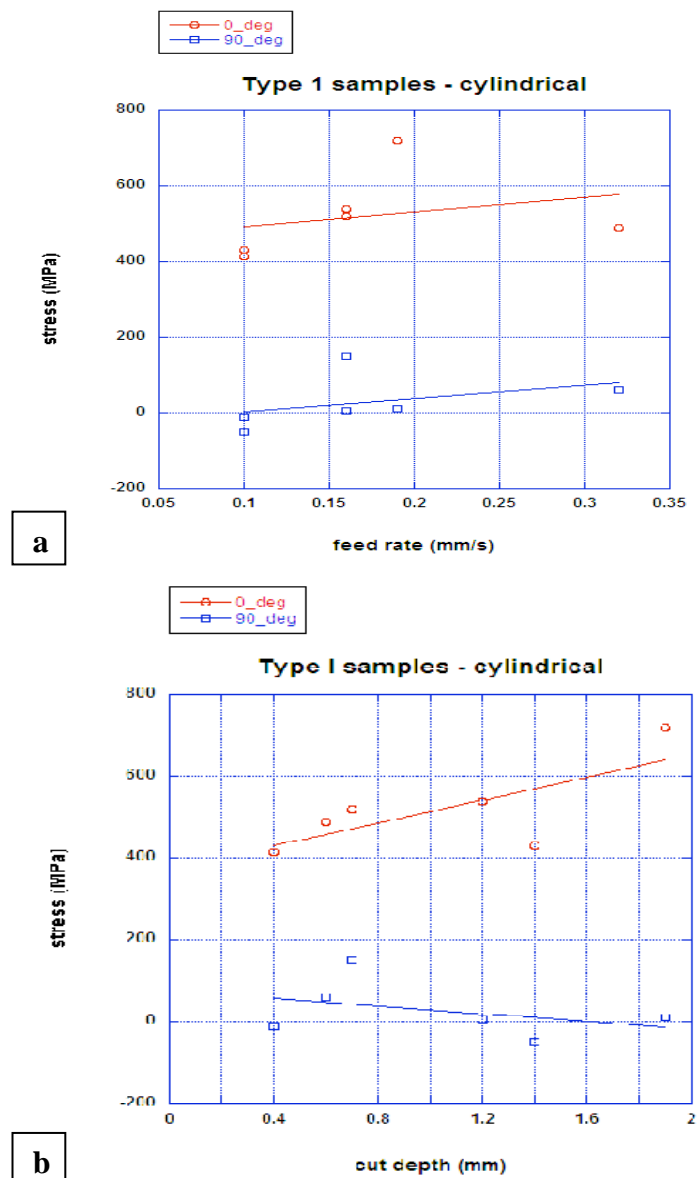 0_deg
90_deg
Type 1 samples - cylindrical
800
600
400
200
0
-200
stress (MPa)
0.05 0.1 0.15 0.2 0.25 0.3 0.35
feed rate (mm/s)
a
0_deg
90_deg
Type I samples - cylindrical
800
600
400
200
0
-200
stress (MPa)
0 0.4 0.8 1.2 1.6 2
cut depth (mm)
b